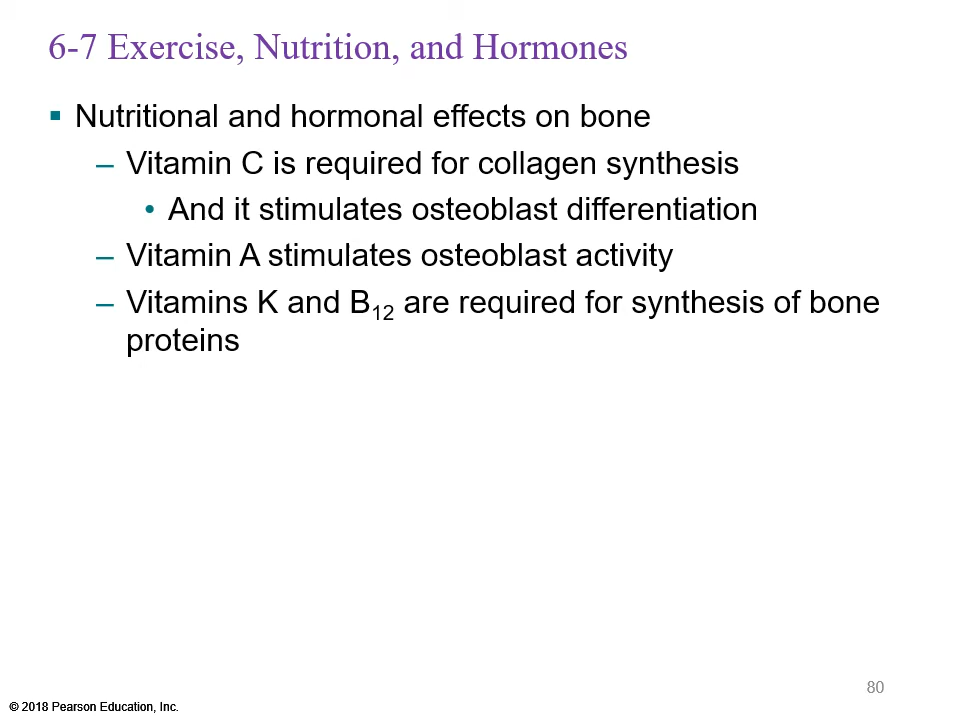 6-7 Exercise, Nutrition, and Hormones
▪ Nutritional and hormonal effects on bone
– Vitamin C is required for collagen synthesis
• And it stimulates osteoblast differentiation
– Vitamin A stimulates osteoblast activity
– Vitamins K and B₁₂ are required for synthesis of bone
proteins
80
© 2018 Pearson Education, Inc.